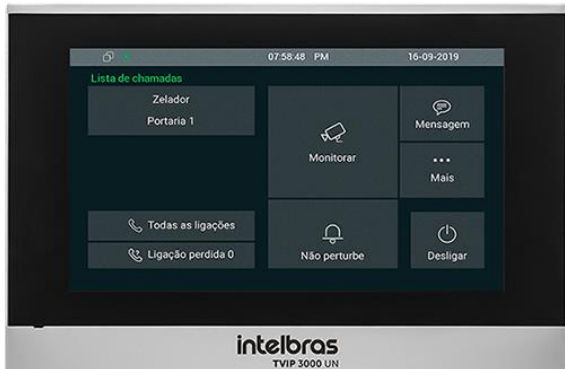 07:58:48 PM 16-09-2019
Lista de chamadas
Zelador
Portaria 1
Monitorar
Mensagem
Mais
Todas as ligações
Ligação perdida 0
Não perturbe
Desligar
intelbras
TVIP 3000 UN